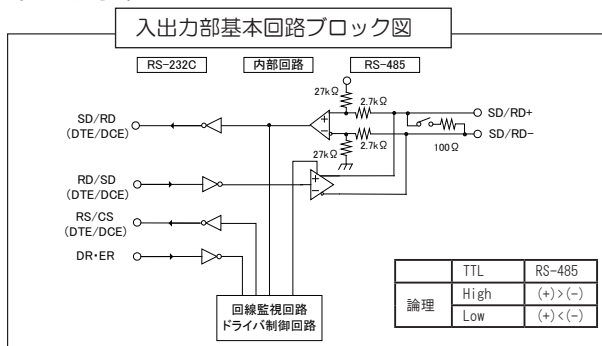 入出力部基本回路ブロック図
RS-232C
内部回路
RS-485
27kΩ
2.7kΩ
SD/RD
(DTE/DCE)
SD/RD+
SD/RD-
100Ω
2.7kΩ
27kΩ
RD/SD
(DTE/DCE)
RS/CS
(DTE/DCE)
DR・ER
回線監視回路
ドライバ制御回路
TTL RS-485
論理 High (+)>(-)
Low (+)<(-)